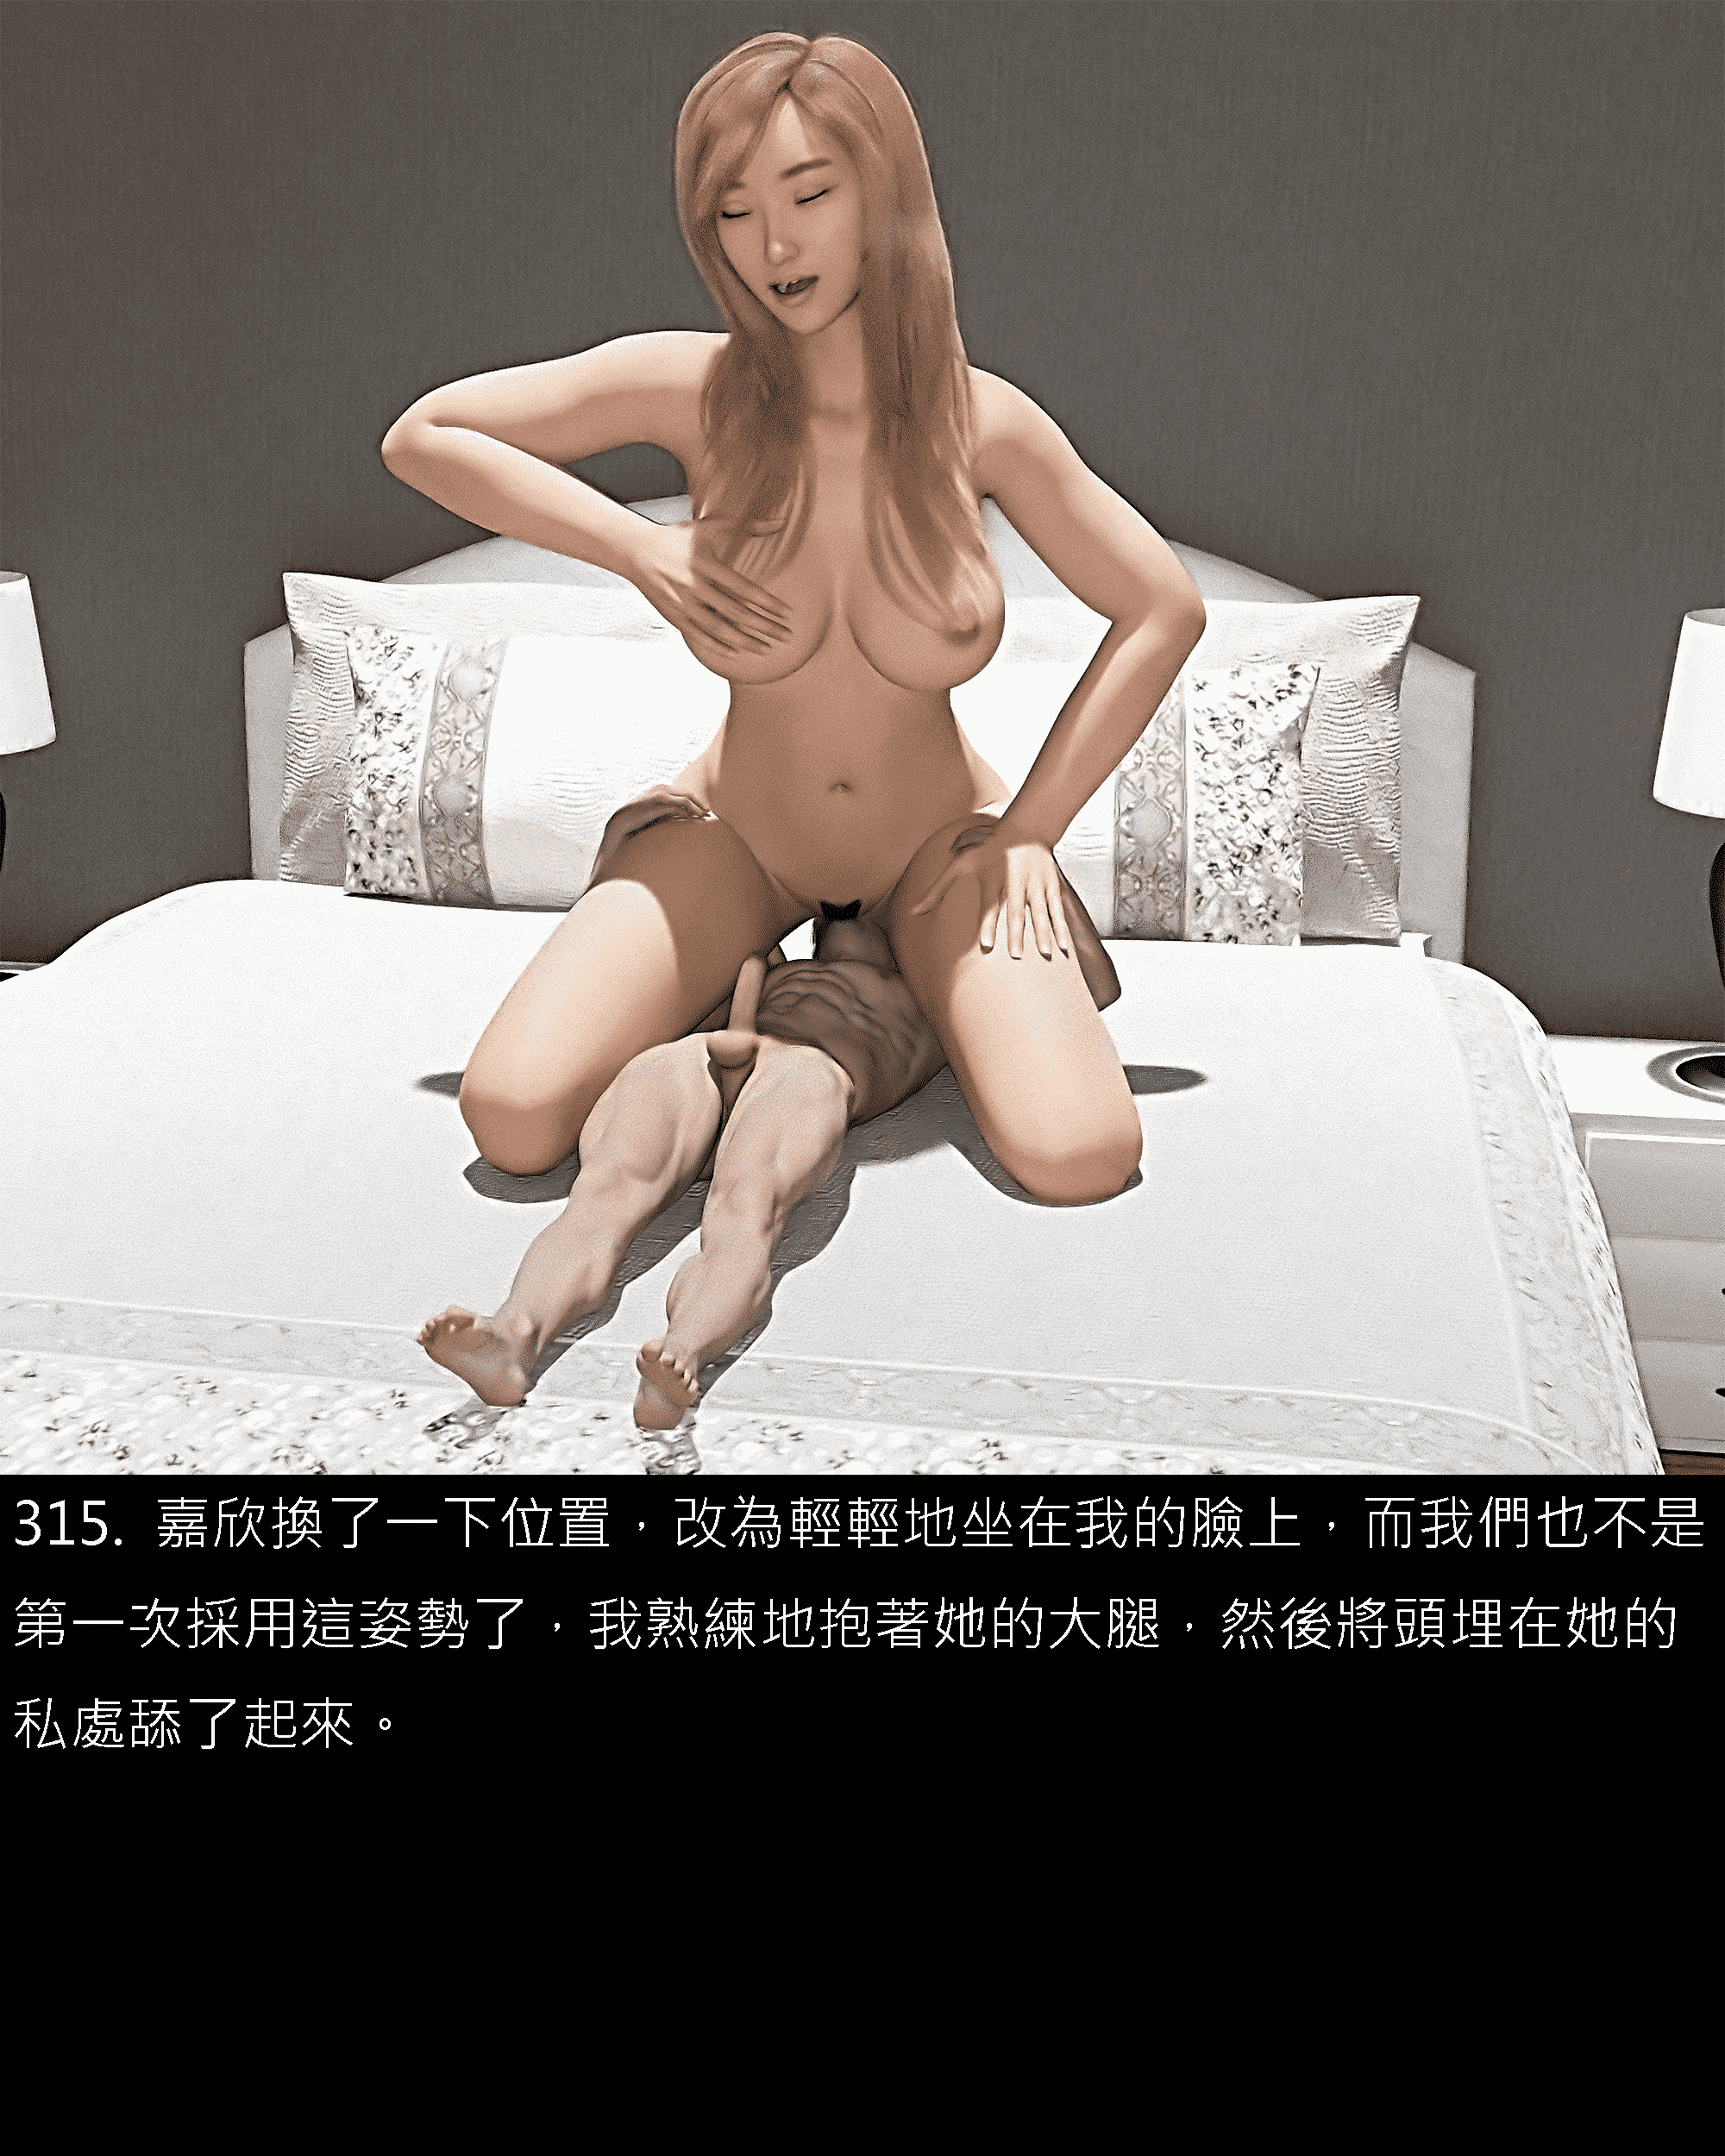 315. 嘉欣換了一下位置，改為輕輕地坐在我的臉上，而我們也不是
第一次採用這姿勢了，我熟練地抱著她的大腿，然後將頭埋在她的
私處舔了起來。